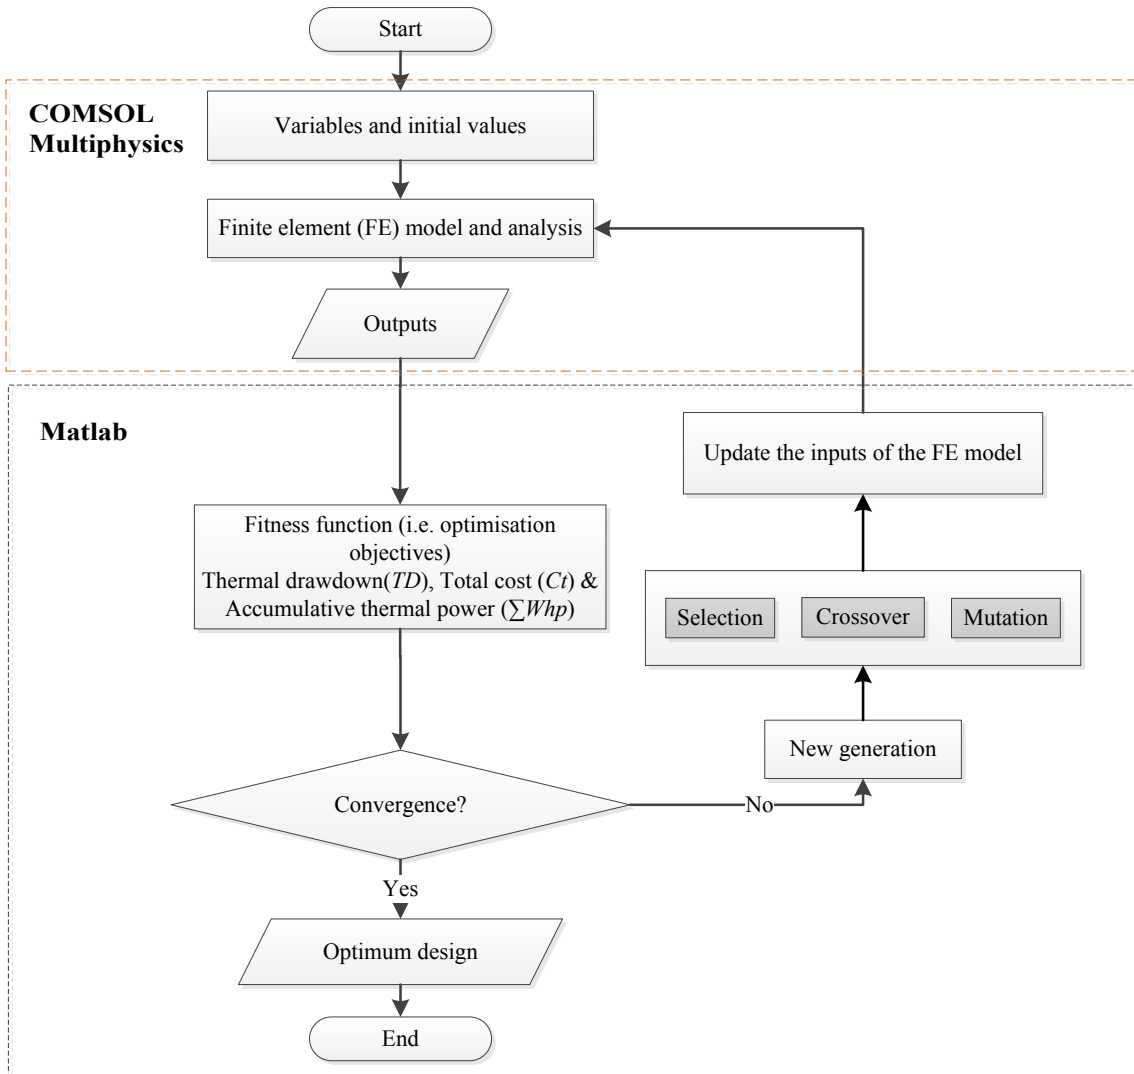 Start
COMSOL
Multiphysics
Variables and initial values
Finite element (FE) model and analysis
Outputs
Matlab
Update the inputs of the FE model
Fitness function (i.e. optimisation
objectives)
Thermal drawdown(TD), Total cost (Ct) &
Accumulative thermal power (∑Whp)
Selection
Crossover
Mutation
New generation
Convergence?
No
Yes
Optimum design
End